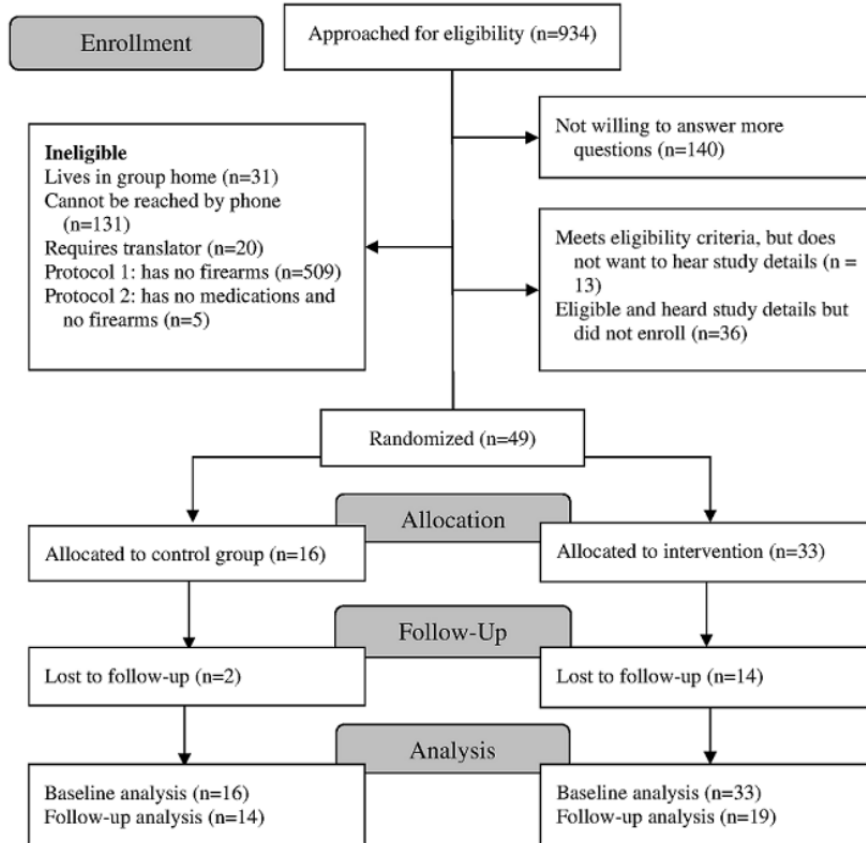 Enrollment
Approached for eligibility (n=934)
Not willing to answer more
questions (n=140)
Ineligible
Lives in group home (n=31)
Cannot be reached by phone
(n=131)
Requires translator (n=20)
Protocol 1: has no firearms (n=509)
Protocol 2: has no medications and
no firearms (n=5)
Meets eligibility criteria, but does
not want to hear study details (n =
13)
Eligible and heard study details but
did not enroll (n=36)
Randomized (n=49)
Allocation
Allocated to control group (n=16)
Allocated to intervention (n=33)
Follow-Up
Lost to follow-up (n=2)
Lost to follow-up (n=14)
Analysis
Baseline analysis (n=16)
Follow-up analysis (n=14)
Baseline analysis (n=33)
Follow-up analysis (n=19)